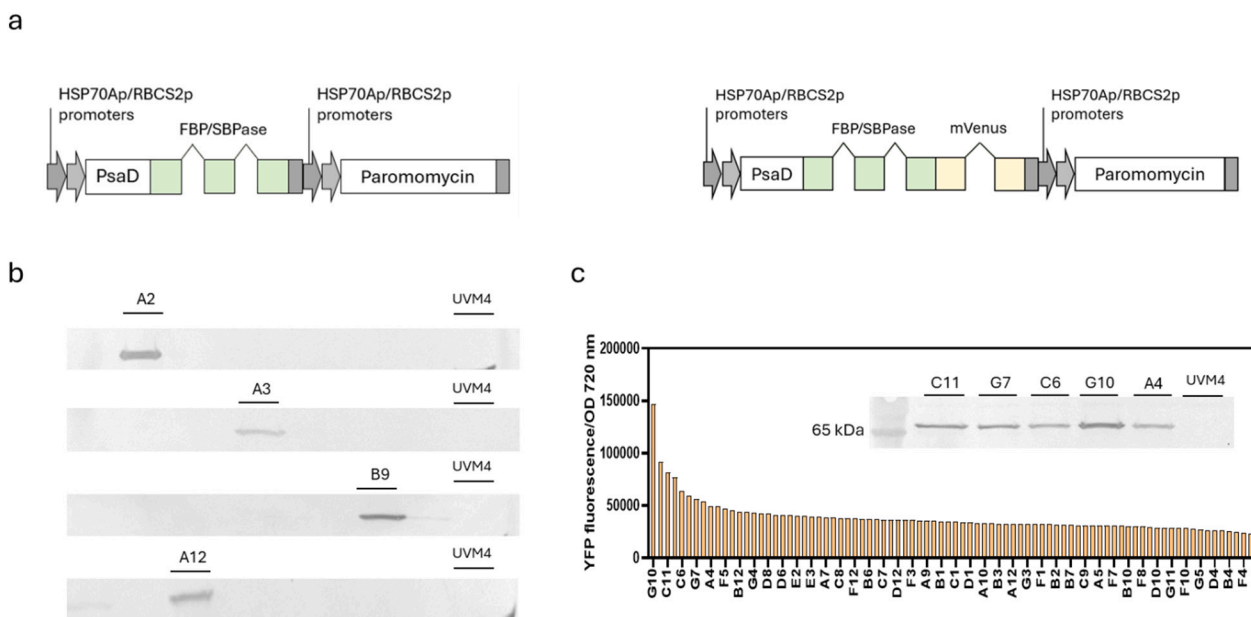 a
HSP70Ap/RBCS2p
promoters
HSP70Ap/RBCS2p
promoters
FBP/SBPase
PsaD
Paromomycin
HSP70Ap/RBCS2p
promoters
HSP70Ap/RBCS2p
promoters
FBP/SBPase
mVenus
PsaD
Paromomycin
b
A2
UVM4
A3
UVM4
B9
UVM4
A12
UVM4
c
YFP fluorescence/OD 720 nm
200000
150000
100000
50000
0
C11 G7 C6 G10 A4 UVM4
65 kDa
G10 C11 C6 G7 A4 F5 B12 G4 D8 D6 E2 E3 A7 C8 F12 B6 C7 D12 F3 A9 B1 C1 D1 A10 B3 A12 G3 F1 B2 B7 C9 A5 F7 B10 F8 D10 G11 F10 G5 D4 B4 F4